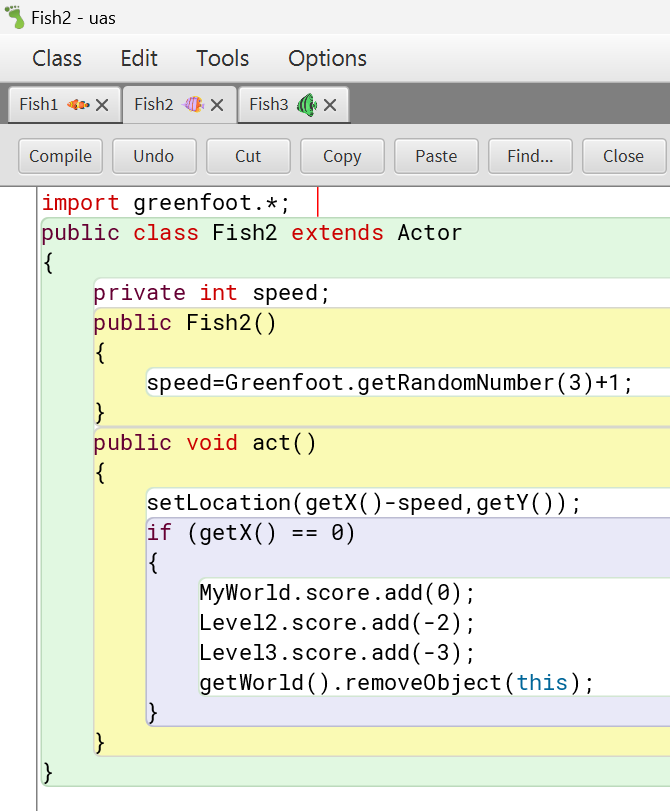 Fish2 - uas
Class Edit Tools Options
Fish1 Fish2 Fish3
Compile Undo Cut Copy Paste Find... Close
import greenfoot.*;
public class Fish2 extends Actor
{
private int speed;
public Fish2()
{
speed=Greenfoot.getRandomNumber(3)+1;
}
public void act()
{
setLocation(getX()-speed,getY());
if (getX() == 0)
{
MyWorld.score.add(0);
Level2.score.add(-2);
Level3.score.add(-3);
getWorld().removeObject(this);
}
}
}